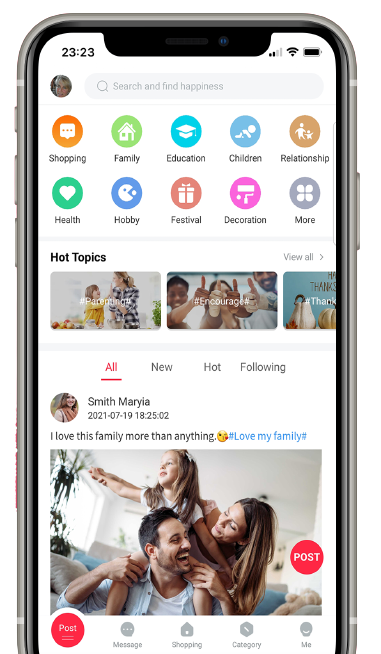 23:23
Search and find happiness
Shopping Family Education Children Relationship
Health Hobby Festival Decoration More
Hot Topics View all >
HA
THANKS
#Parenting# #Encourage# #Thank
All New Hot Following
Smith Maryia
2021-07-19 18:25:02
I love this family more than anything.😘#Love my family#
POST
Post
Message Shopping Category Me